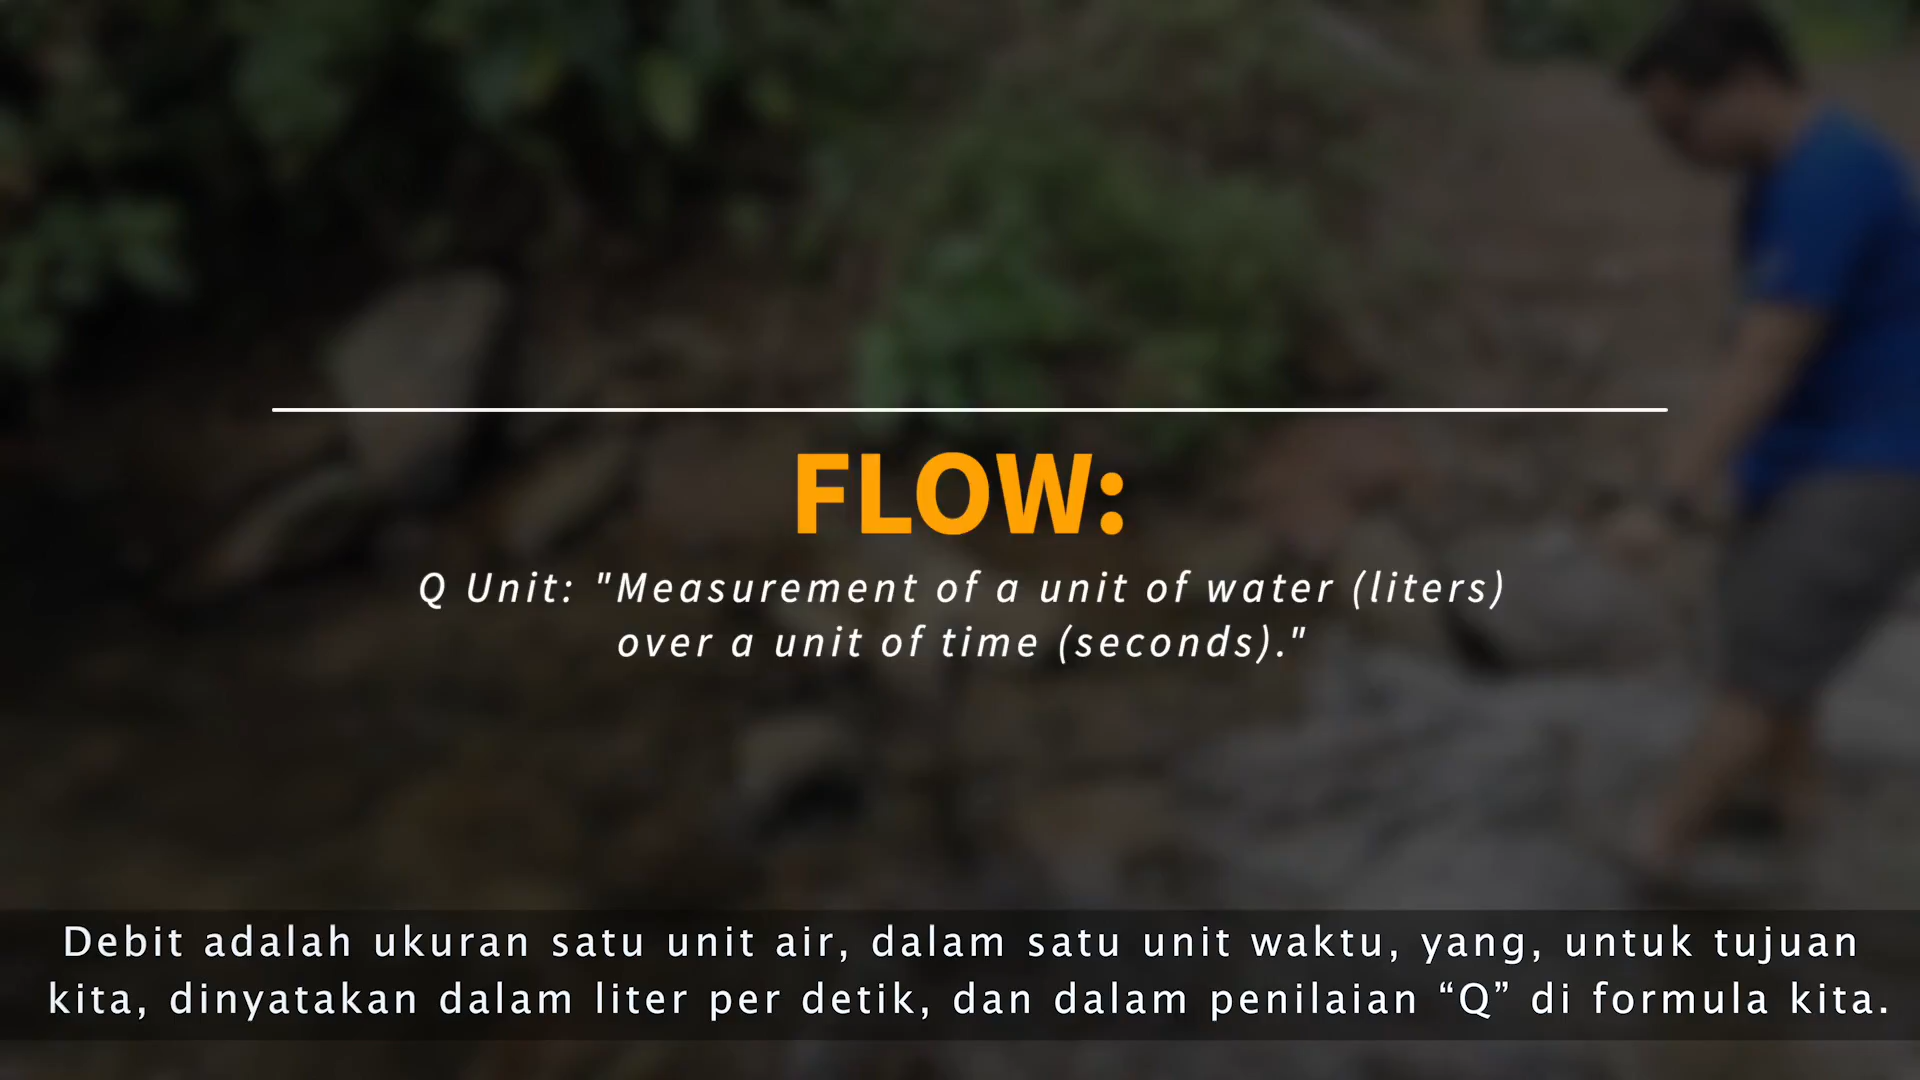 FLOW:
Q Unit: "Measurement of a unit of water (liters)
over a unit of time (seconds)."
Debit adalah ukuran satu unit air, dalam satu unit waktu, yang, untuk tujuan
kita, dinyatakan dalam liter per detik, dan dalam penilaian “Q” di formula kita.